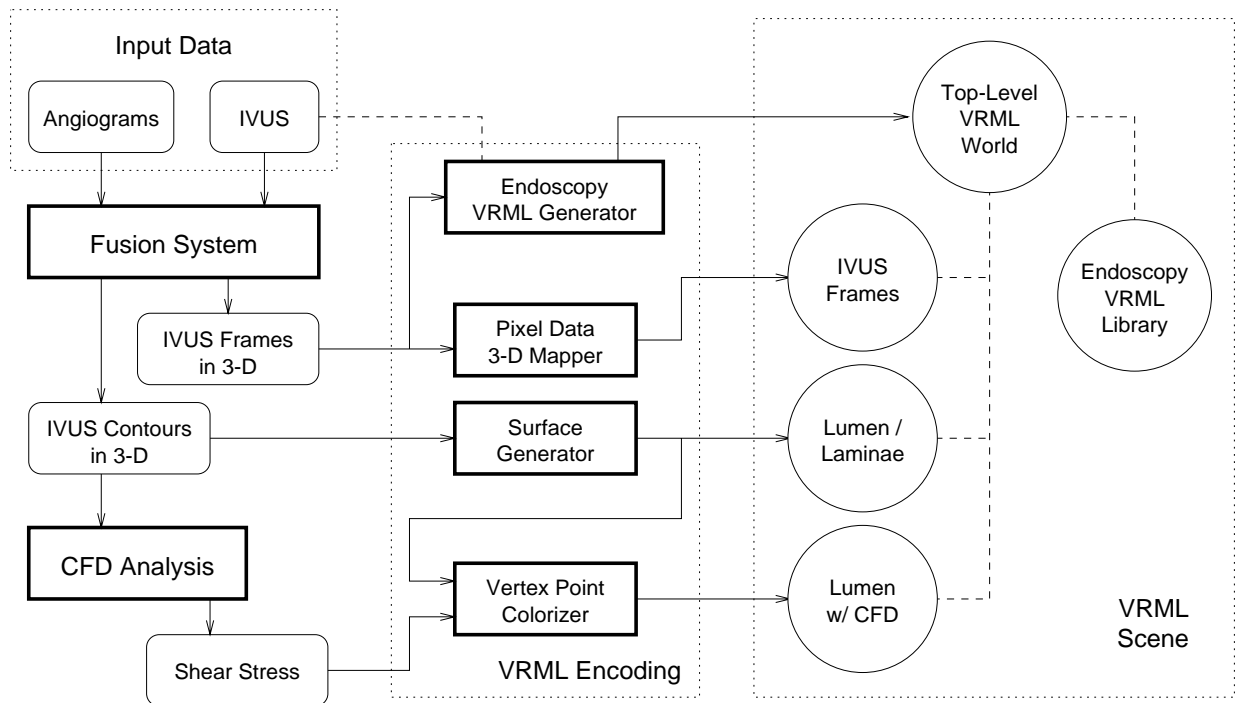 Input Data
Angiograms
IVUS
Fusion System
IVUS Frames
in 3-D
IVUS Contours
in 3-D
CFD Analysis
Shear Stress
Endoscopy
VRML Generator
Pixel Data
3-D Mapper
Surface
Generator
Vertex Point
Colorizer
VRML Encoding
Top-Level
VRML
World
IVUS
Frames
Endoscopy
VRML
Library
Lumen /
Laminae
Lumen
w/ CFD
VRML
Scene